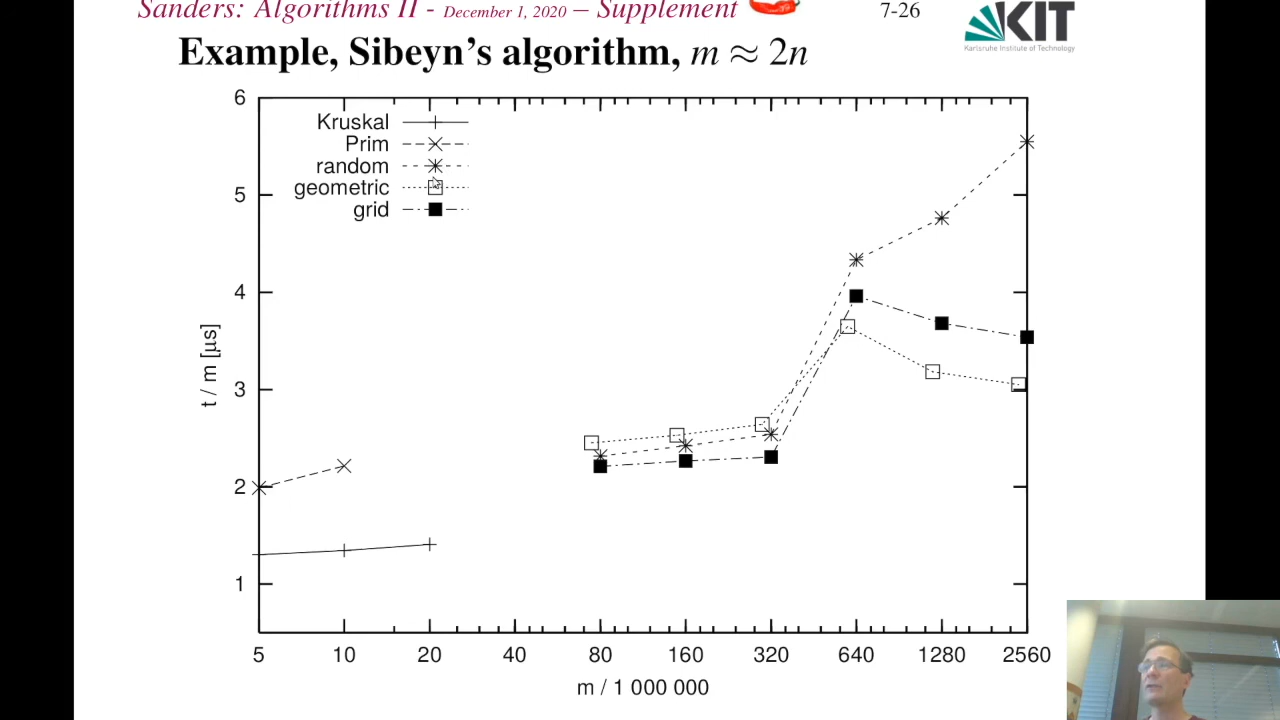 Sanders: Algorithms II - December 1, 2020 – Supplement 7-26
KIT
Karlsruhe Institute of Technology
Example, Sibeyn's algorithm, m ≈ 2n
6
5
4
3
2
1
t / m [µs]
Kruskal
Prim
random
geometric
grid
5 10 20 40 80 160 320 640 1280 2560
m / 1 000 000